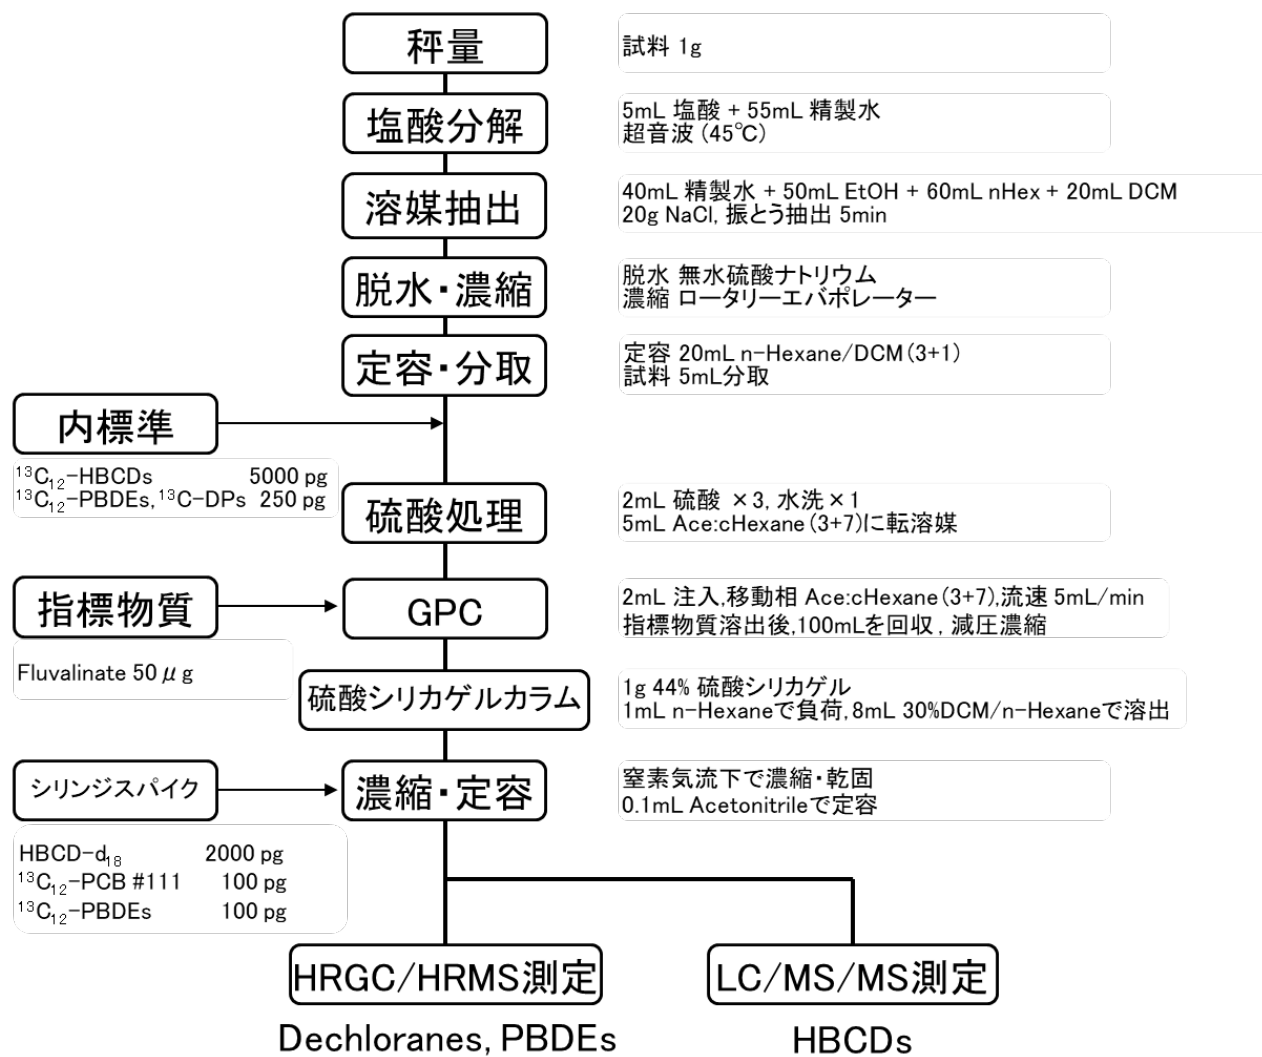 秤量
試料 1g
塩酸分解
5mL 塩酸 + 55mL 精製水
超音波 (45℃)
溶媒抽出
40mL 精製水 + 50mL EtOH + 60mL nHex + 20mL DCM
20g NaCl, 振とう抽出 5min
脱水・濃縮
脱水 無水硫酸ナトリウム
濃縮 ロータリーエバポレーター
定容・分取
定容 20mL n-Hexane/DCM(3+1)
試料 5mL分取
内標準
¹³C₁₂-HBCDs 5000 pg
¹³C₁₂-PBDEs, ¹³C-DPs 250 pg
硫酸処理
2mL 硫酸 ×3, 水洗×1
5mL Ace:cHexane(3+7)に転溶媒
指標物質
Fluvalinate 50μg
GPC
2mL 注入,移動相 Ace:cHexane(3+7),流速 5mL/min
指標物質溶出後,100mLを回収, 減圧濃縮
硫酸シリカゲルカラム
1g 44% 硫酸シリカゲル
1mL n-Hexaneで負荷,8mL 30%DCM/n-Hexaneで溶出
シリンジスパイク
HBCD-d₁₈ 2000 pg
¹³C₁₂-PCB #111 100 pg
¹³C₁₂-PBDEs 100 pg
濃縮・定容
窒素気流下で濃縮・乾固
0.1mL Acetonitrileで定容
HRGC/HRMS測定
Dechloranes, PBDEs
LC/MS/MS測定
HBCDs